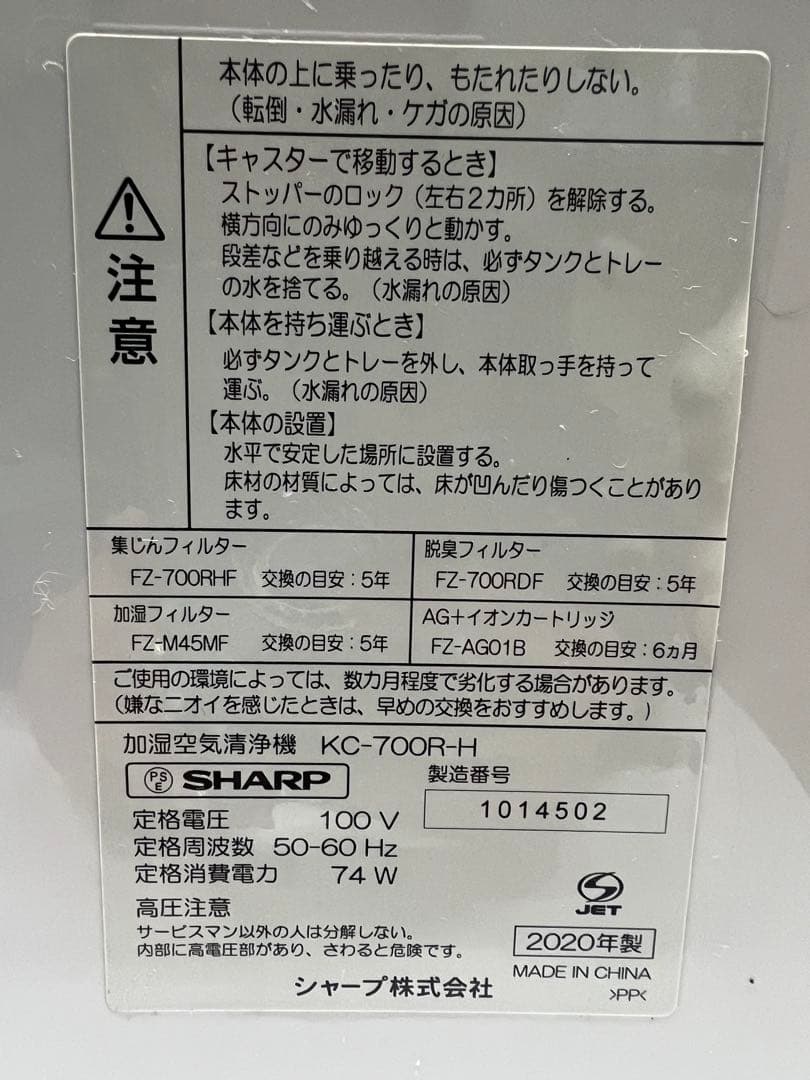 本体の上に乗ったり、もたれたりしない。
（転倒・水漏れ・ケガの原因）
注意
【キャスターで移動するとき】
ストッパーのロック（左右2カ所）を解除する。
横方向にのみゆっくりと動かす。
段差などを乗り越える時は、必ずタンクとトレー
の水を捨てる。（水漏れの原因）
【本体を持ち運ぶとき】
必ずタンクとトレーを外し、本体取っ手を持って
運ぶ。（水漏れの原因）
【本体の設置】
水平で安定した場所に設置する。
床材の材質によっては、床が凹んだり傷つくことがあり
ます。
集じんフィルター
FZ-700RHF 交換の目安：5年
脱臭フィルター
FZ-700RDF 交換の目安：5年
加湿フィルター
FZ-M45MF 交換の目安：5年
AG+イオンカートリッジ
FZ-AG01B 交換の目安：6ヵ月
ご使用の環境によっては、数カ月程度で劣化する場合があります。
（嫌なニオイを感じたときは、早めの交換をおすすめします。）
加湿空気清浄機 KC-700R-H
PSE SHARP
製造番号
1014502
定格電圧 100 V
定格周波数 50-60 Hz
定格消費電力 74 W
高圧注意
サービスマン以外の人は分解しない。
内部に高電圧部があり、さわると危険です。
S
JET
2020年製
MADE IN CHINA
>PP<
シャープ株式会社